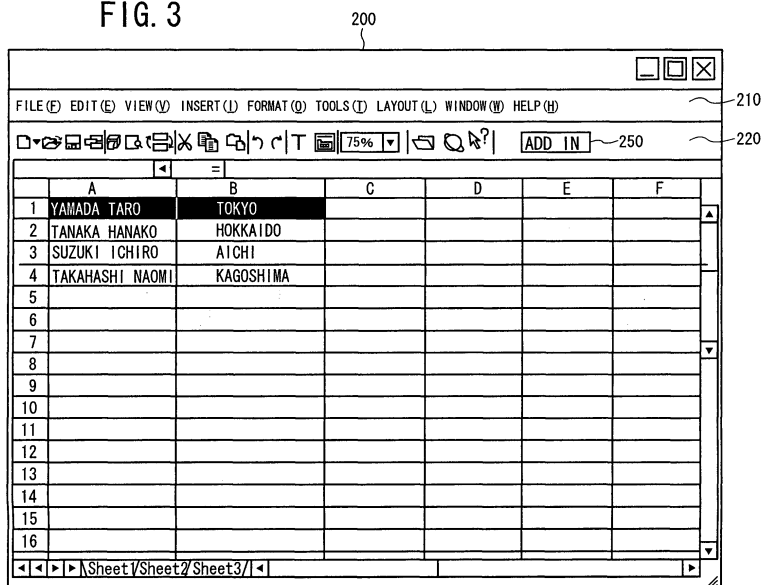 FIG. 3
200
FILE(F) EDIT(E) VIEW(V) INSERT(I) FORMAT(O) TOOLS(T) LAYOUT(L) WINDOW(W) HELP(H)
210
T 75% ? ADD IN 250 220
=
A B C D E F
1 YAMADA TARO TOKYO
2 TANAKA HANAKO HOKKAIDO
3 SUZUKI ICHIRO AICHI
4 TAKAHASHI NAOMI KAGOSHIMA
5
6
7
8
9
10
11
12
13
14
15
16
\Sheet1/Sheet2/Sheet3/